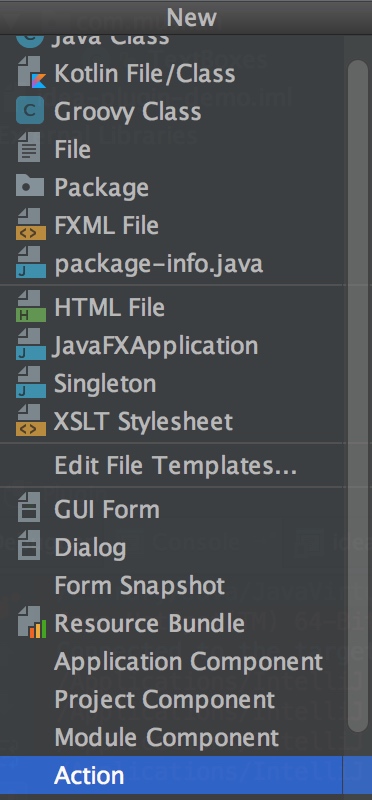 New
Java Class
Kotlin File/Class
Groovy Class
File
Package
FXML File
package-info.java
HTML File
JavaFXApplication
Singleton
XSLT Stylesheet
Edit File Templates...
GUI Form
Dialog
Form Snapshot
Resource Bundle
Application Component
Project Component
Module Component
Action